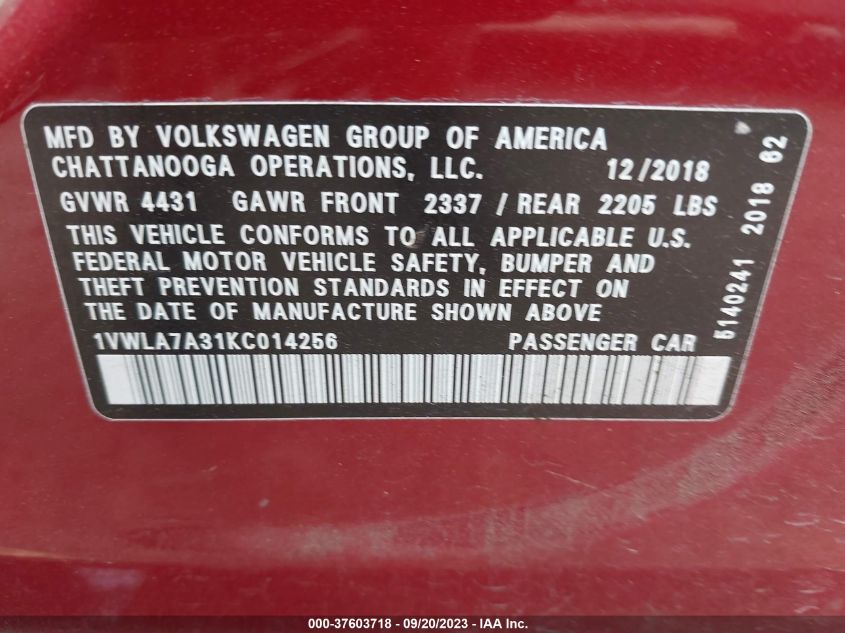 MFD BY VOLKSWAGEN GROUP OF AMERICA
CHATTANOOGA OPERATIONS, LLC. 12/2018
GVWR 4431 GAWR FRONT 2337 / REAR 2205 LBS
THIS VEHICLE CONFORMS TO ALL APPLICABLE U.S.
FEDERAL MOTOR VEHICLE SAFETY, BUMPER AND
THEFT PREVENTION STANDARDS IN EFFECT ON
THE DATE OF MANUFACTURE SHOWN ABOVE
1VWLA7A31KC014256 PASSENGER CAR
5140241 2018 62
000-37603718 - 09/20/2023 - IAA Inc.